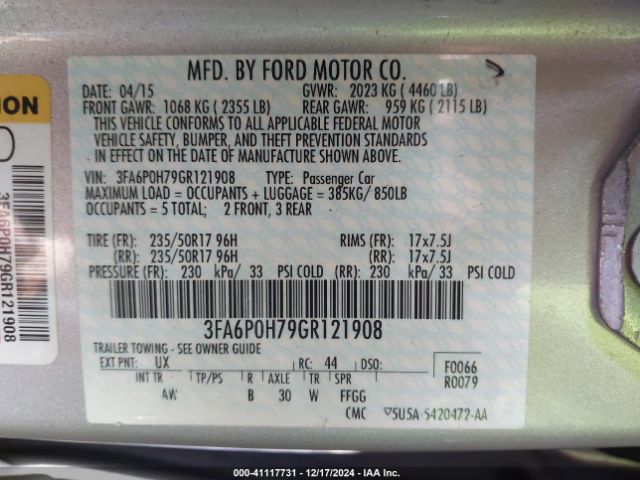 MFD. BY FORD MOTOR CO.
DATE: 04/15 GVWR: 2023 KG ( 4460 LB)
FRONT GAWR: 1068 KG ( 2355 LB) REAR GAWR: 959 KG ( 2115 LB)
THIS VEHICLE CONFORMS TO ALL APPLICABLE FEDERAL MOTOR
VEHICLE SAFETY, BUMPER, AND THEFT PREVENTION STANDARDS
IN EFFECT ON THE DATE OF MANUFACTURE SHOWN ABOVE.
VIN: 3FA6P0H79GR121908 TYPE: Passenger Car
MAXIMUM LOAD = OCCUPANTS + LUGGAGE = 385KG/ 850LB
OCCUPANTS = 5 TOTAL; 2 FRONT, 3 REAR
TIRE (FR): 235/50R17 96H RIMS (FR): 17x7.5J
(RR): 235/50R17 96H (RR): 17x7.5J
PRESSURE (FR): 230 kPa/ 33 PSI COLD (RR): 230 kPa/ 33 PSI COLD
3FA6P0H79GR121908
TRAILER TOWING - SEE OWNER GUIDE
EXT PNT: UX RC: 44 DSO: F0066
R0079
INT TR TP/PS R AXLE TR SPR
AW B 30 W FFGG
CMC 5U5A 5420472-AA
ION
3FA6P0H79GR121908
000-41117731 - 12/17/2024 - IAA Inc.